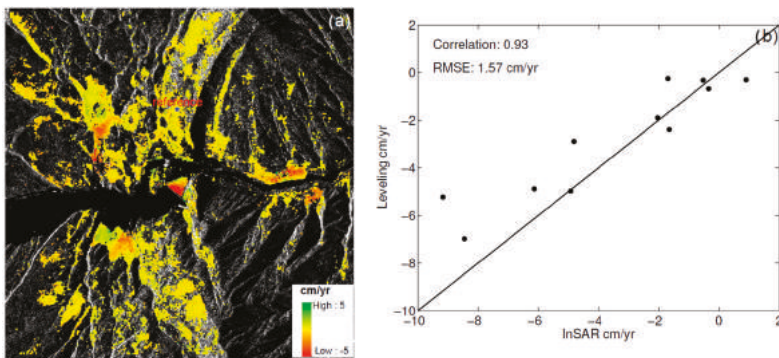 (a)
reference
cm/yr
High : 5
Low : -5
(b)
Correlation: 0.93
RMSE: 1.57 cm/yr
Leveling cm/yr
2
0
−2
−4
−6
−8
−10
−10 −8 −6 −4 −2 0 2
InSAR cm/yr